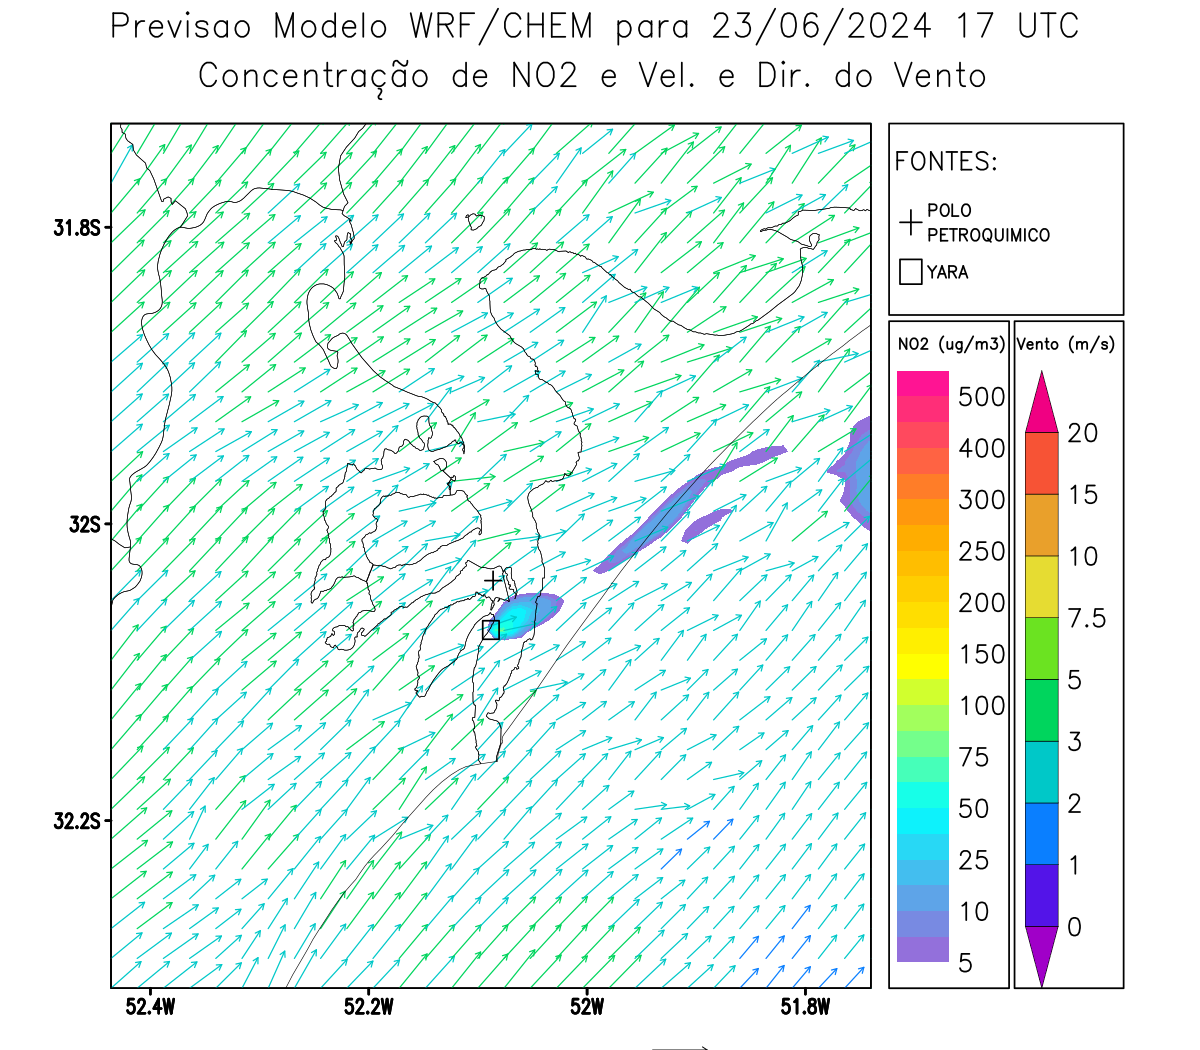 Previsao Modelo WRF/CHEM para 23/06/2024 17 UTC
Concentração de NO2 e Vel. e Dir. do Vento
FONTES:
POLO
PETROQUIMICO
YARA
NO2 (ug/m3)
500
400
300
250
200
150
100
75
50
25
10
5
Vento (m/s)
20
15
10
7.5
5
3
2
1
0
31.8S
32S
32.2S
52.4W
52.2W
52W
51.8W